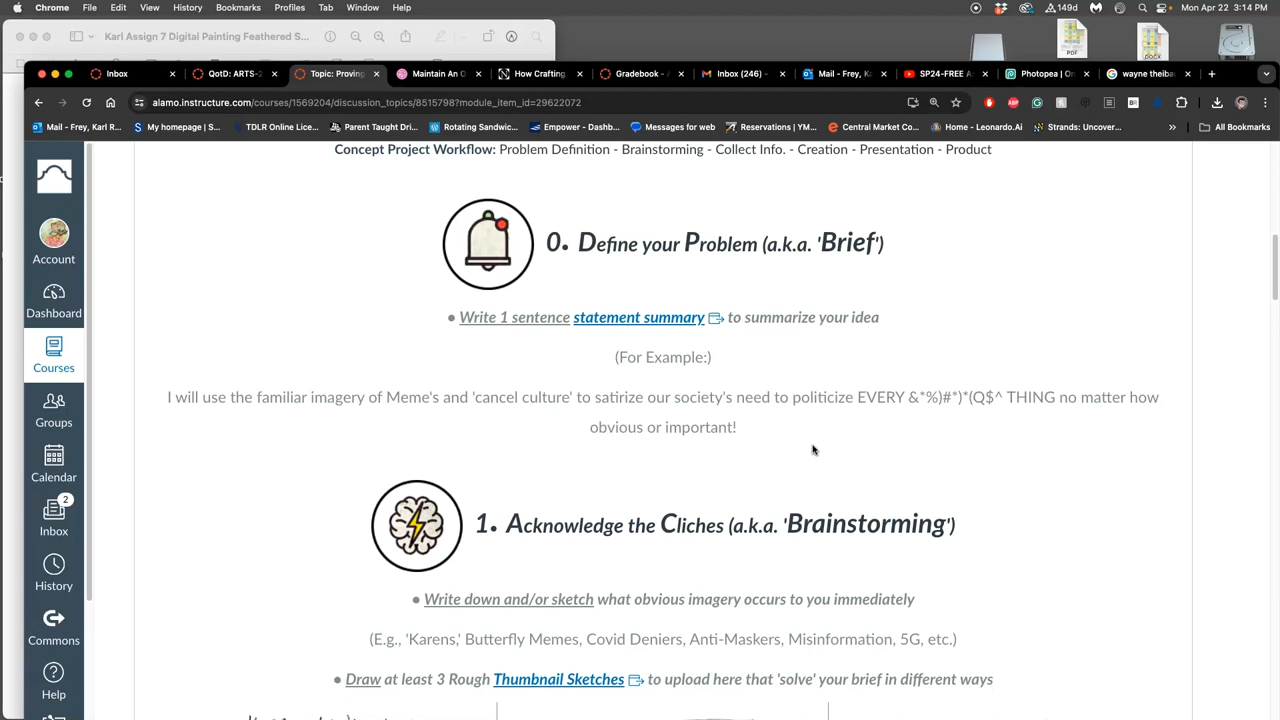 Chrome File Edit View History Bookmarks Profiles Tab Window Help 149d Mon Apr 22 3:14 PM
Karl Assign 7 Digital Painting Feathered S...
PDF DOCX
Inbox QotD: ARTS-2 Topic: Proving Maintain An O How Crafting Gradebook - Inbox (246) - Mail - Frey, Ka SP24-FREE A Photopea | On wayne theiba
alamo.instructure.com/courses/1569204/discussion_topics/8515798?module_item_id=29622072
Mail - Frey, Karl R... My homepage | S... TDLR Online Lice... Parent Taught Dri... Rotating Sandwic... Empower - Dashb... Messages for web Reservations | YM... Central Market Co... Home - Leonardo.Ai Strands: Uncover... » All Bookmarks
Concept Project Workflow: Problem Definition - Brainstorming - Collect Info. - Creation - Presentation - Product
0. Define your Problem (a.k.a. 'Brief')
• Write 1 sentence statement summary to summarize your idea
(For Example:)
I will use the familiar imagery of Meme's and 'cancel culture' to satirize our society's need to politicize EVERY &*%)#*)*(Q$^ THING no matter how
obvious or important!
1. Acknowledge the Cliches (a.k.a. 'Brainstorming')
• Write down and/or sketch what obvious imagery occurs to you immediately
(E.g., 'Karens,' Butterfly Memes, Covid Deniers, Anti-Maskers, Misinformation, 5G, etc.)
• Draw at least 3 Rough Thumbnail Sketches to upload here that 'solve' your brief in different ways
Account
Dashboard
Courses
Groups
Calendar
2
Inbox
History
Commons
Help